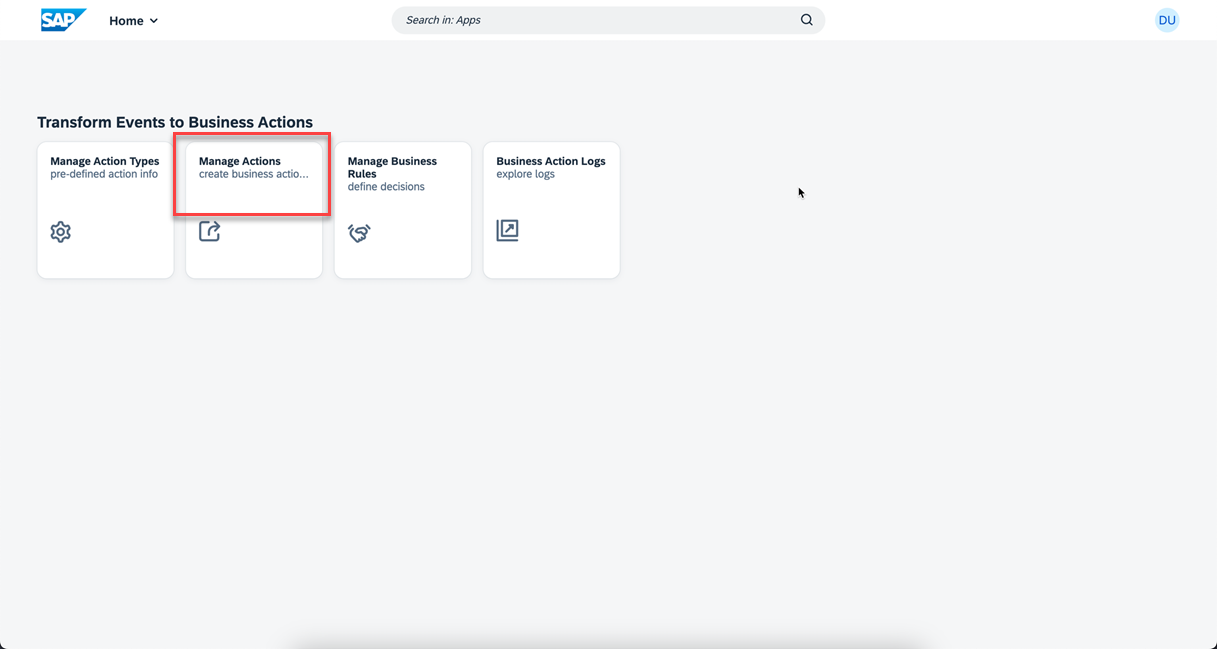 SAP Home
Search in: Apps
DU
Transform Events to Business Actions
Manage Action Types
pre-defined action info
Manage Actions
create business actio...
Manage Business
Rules
define decisions
Business Action Logs
explore logs